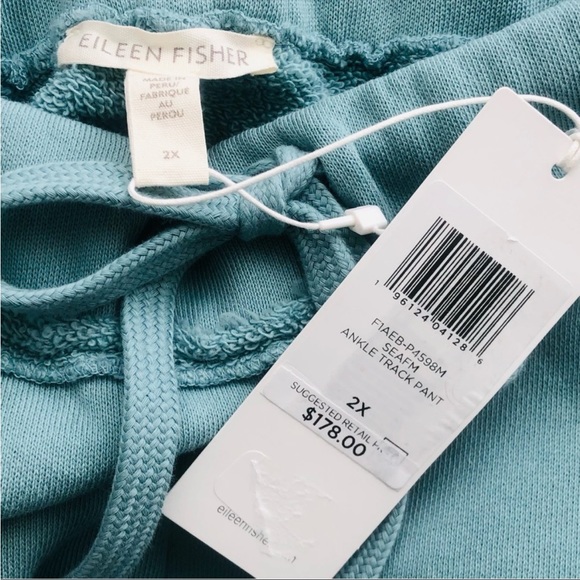 EILEEN FISHER
MADE IN
PERU/
FABRIQUE
AU
PEROU
2X
1 96124 04128 6
F1AEB-P4598M
SEAFM
ANKLE TRACK PANT
2X
SUGGESTED RETAIL
$178.00